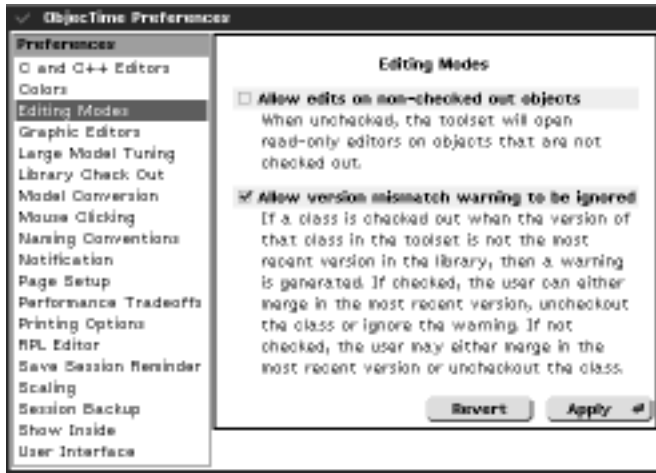 ObjecTime Preferences
Preferences
C and C++ Editors
Colors
Editing Modes
Graphic Editors
Large Model Tuning
Library Check Out
Model Conversion
Mouse Clicking
Naming Conventions
Notification
Page Setup
Performance Tradeoffs
Printing Options
RPL Editor
Save Session Reminder
Scaling
Session Backup
Show Inside
User Interface
Editing Modes
Allow edits on non-checked out objects
When unchecked, the toolset will open
read-only editors on objects that are not
checked out.
Allow version mismatch warning to be ignored
If a class is checked out when the version of
that class in the toolset is not the most
recent version in the library, then a warning
is generated. If checked, the user can either
merge in the most recent version, uncheckout
the class or ignore the warning. If not
checked, the user may either merge in the
most recent version or uncheckout the class.
Revert
Apply